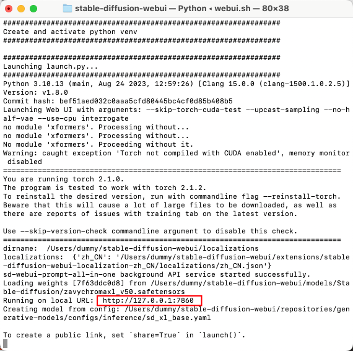 stable-diffusion-webui — Python • webui.sh — 80×38
################################################################
Create and activate python venv
################################################################
################################################################
Launching launch.py...
################################################################
Python 3.10.13 (main, Aug 24 2023, 12:59:26) [Clang 15.0.0 (clang-1500.1.0.2.5)]
Version: v1.8.0
Commit hash: bef51aed032c0aaa5cfd80445bc4cf0d85b408b5
Launching Web UI with arguments: --skip-torch-cuda-test --upcast-sampling --no-h
alf-vae --use-cpu interrogate
no module 'xformers'. Processing without...
no module 'xformers'. Processing without...
No module 'xformers'. Proceeding without it.
Warning: caught exception 'Torch not compiled with CUDA enabled', memory monitor
disabled
================================================================================
You are running torch 2.1.0.
The program is tested to work with torch 2.1.2.
To reinstall the desired version, run with commandline flag --reinstall-torch.
Beware that this will cause a lot of large files to be downloaded, as well as
there are reports of issues with training tab on the latest version.
Use --skip-version-check commandline argument to disable this check.
================================================================================
dirname:  /Users/dummy/stable-diffusion-webui/localizations
localizations:  {'zh_CN': '/Users/dummy/stable-diffusion-webui/extensions/stable
-diffusion-webui-localization-zh_CN/localizations/zh_CN.json'}
sd-webui-prompt-all-in-one background API service started successfully.
Loading weights [7f63ddc0d8] from /Users/dummy/stable-diffusion-webui/models/Sta
ble-diffusion/zavychromaxl_v50.safetensors
Running on local URL:  http://127.0.0.1:7860
Creating model from config: /Users/dummy/stable-diffusion-webui/repositories/gen
erative-models/configs/inference/sd_xl_base.yaml
To create a public link, set `share=True` in `launch()`.